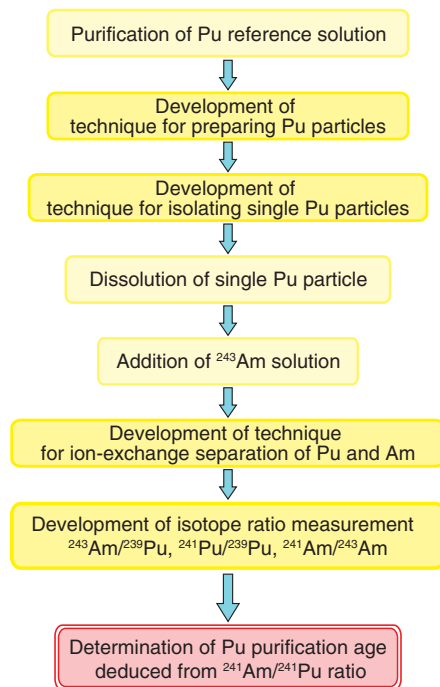 Purification of Pu reference solution
Development of
technique for preparing Pu particles
Development of
technique for isolating single Pu particles
Dissolution of single Pu particle
Addition of ²⁴³Am solution
Development of technique
for ion-exchange separation of Pu and Am
Development of isotope ratio measurement
²⁴³Am/²³⁹Pu, ²⁴¹Pu/²³⁹Pu, ²⁴¹Am/²⁴³Am
Determination of Pu purification age
deduced from ²⁴¹Am/²⁴¹Pu ratio